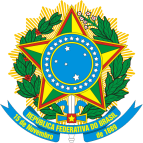 REPÚBLICA FEDERATIVA DO BRASIL
15 de Novembro
de 1889